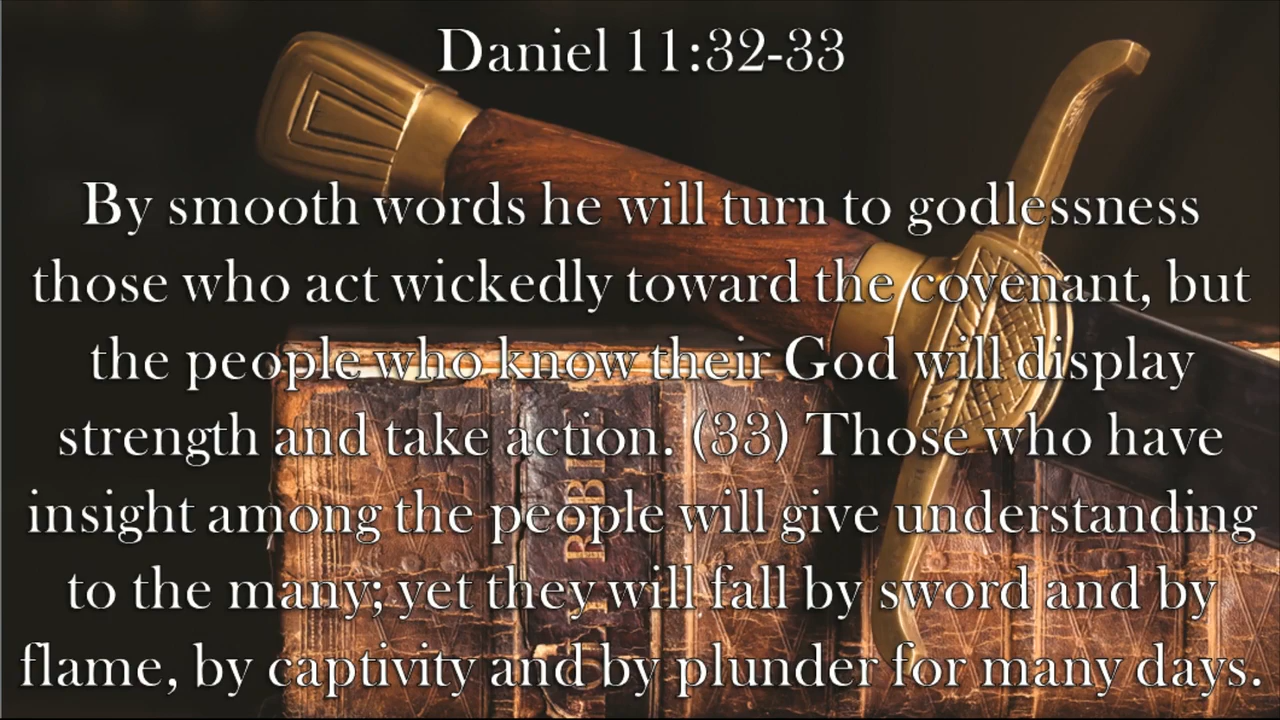 Daniel 11:32-33
By smooth words he will turn to godlessness
those who act wickedly toward the covenant, but
the people who know their God will display
strength and take action. (33) Those who have
insight among the people will give understanding
to the many; yet they will fall by sword and by
flame, by captivity and by plunder for many days.